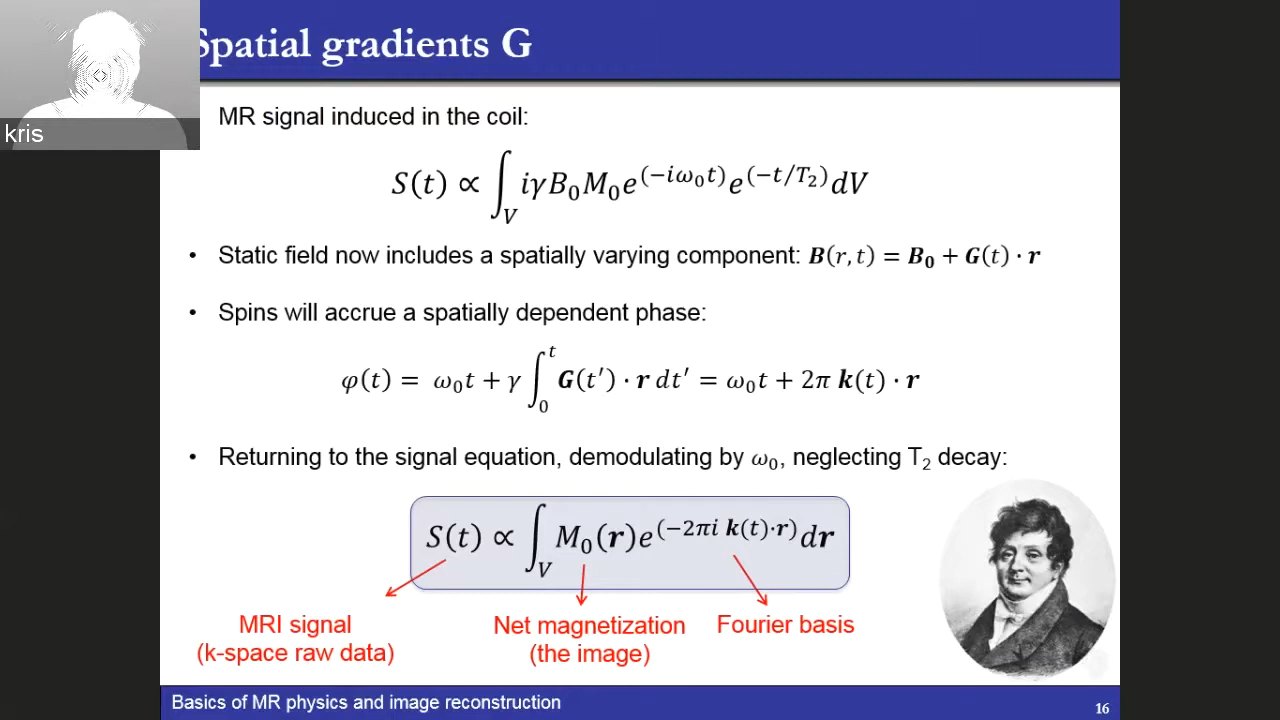 Spatial gradients G
kris
MR signal induced in the coil:
S(t) ∝ ∫_V iγB₀M₀e^(−iω₀t)e^(−t/T₂)dV
• Static field now includes a spatially varying component: B(r, t) = B₀ + G(t) · r
• Spins will accrue a spatially dependent phase:
φ(t) = ω₀t + γ ∫₀ᵗ G(t′) · r dt′ = ω₀t + 2π k(t) · r
• Returning to the signal equation, demodulating by ω₀, neglecting T₂ decay:
S(t) ∝ ∫_V M₀(r)e^(−2πi k(t)·r)dr
MRI signal
(k-space raw data)
Net magnetization
(the image)
Fourier basis
Basics of MR physics and image reconstruction
16